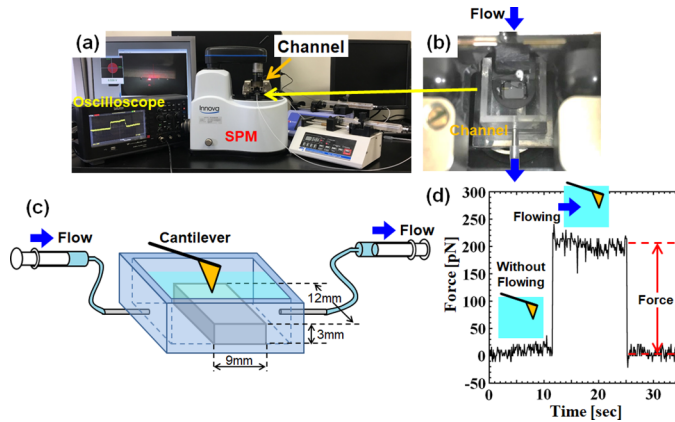 (a)
Channel
Oscilloscope
Innova
SPM
Flow
(b)
Channel
(c)
Flow
Cantilever
Flow
12mm
3mm
9mm
(d)
Force [pN]
300
250
200
150
100
50
0
-50
Flowing
Without
Flowing
Force
0
10
20
30
Time [sec]